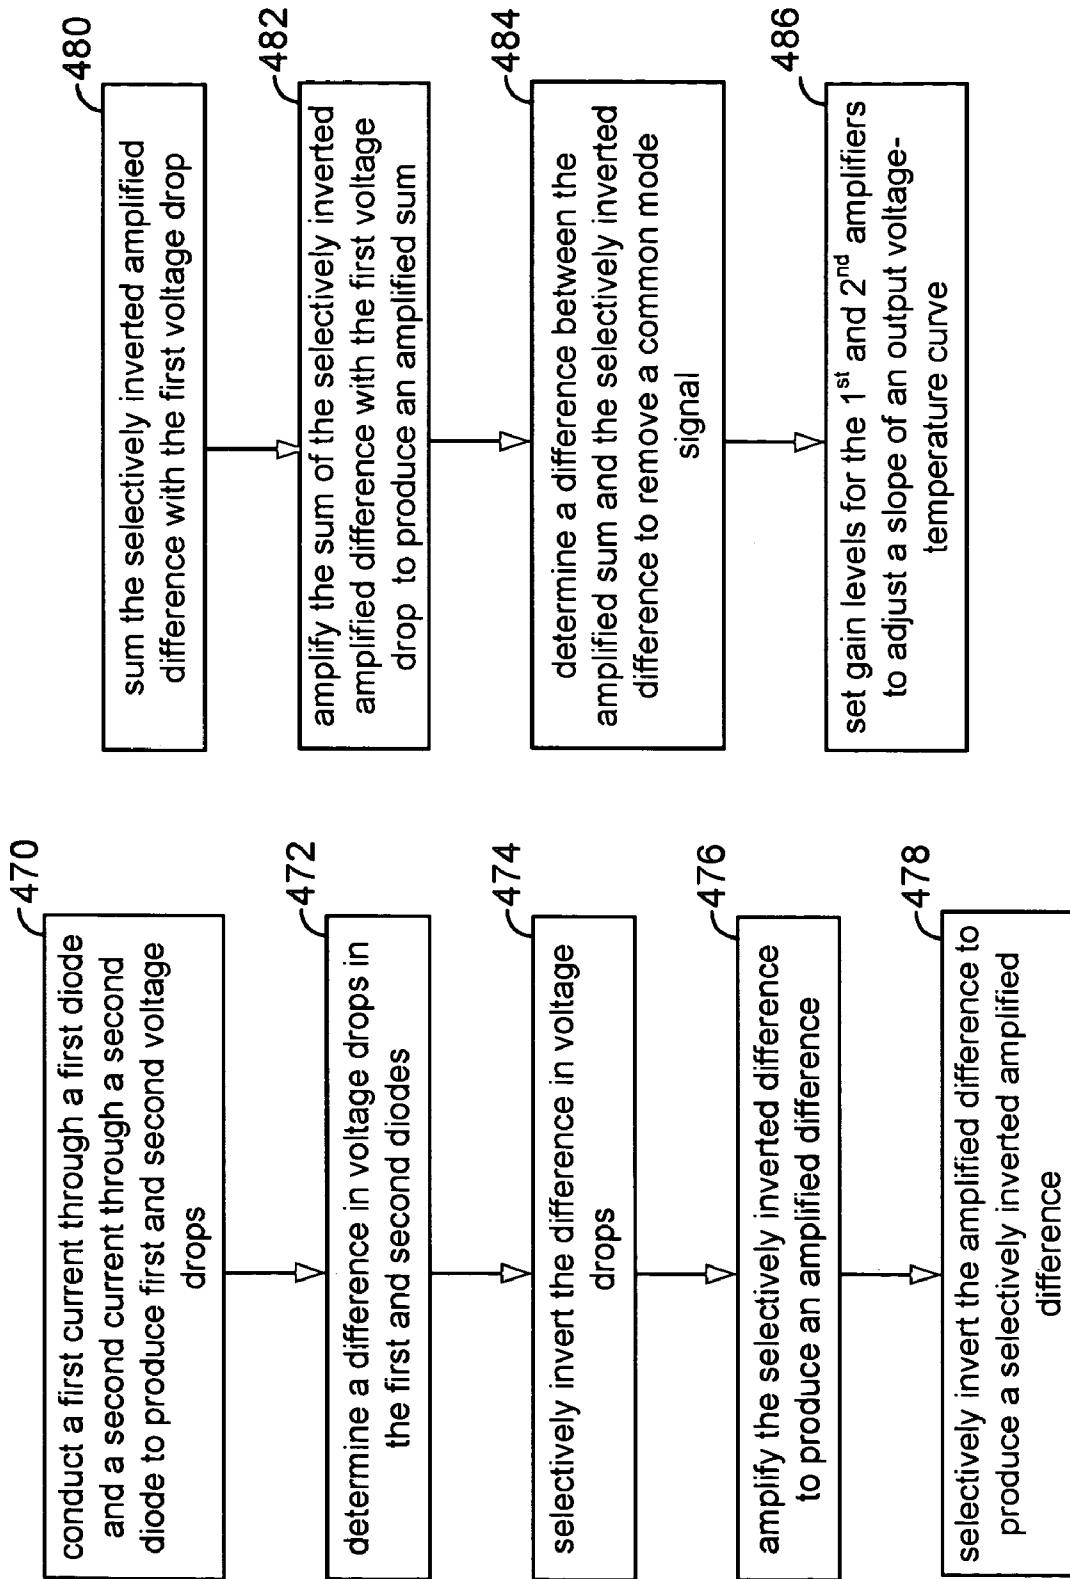 470
conduct a first current through a first diode
and a second current through a second
diode to produce first and second voltage
drops
472
determine a difference in voltage drops in
the first and second diodes
474
selectively invert the difference in voltage
drops
476
amplify the selectively inverted difference
to produce an amplified difference
478
selectively invert the amplified difference to
produce a selectively inverted amplified
difference
480
sum the selectively inverted amplified
difference with the first voltage drop
482
amplify the sum of the selectively inverted
amplified difference with the first voltage
drop to produce an amplified sum
484
determine a difference between the
amplified sum and the selectively inverted
difference to remove a common mode
signal
486
set gain levels for the 1st and 2nd amplifiers
to adjust a slope of an output voltage-
temperature curve